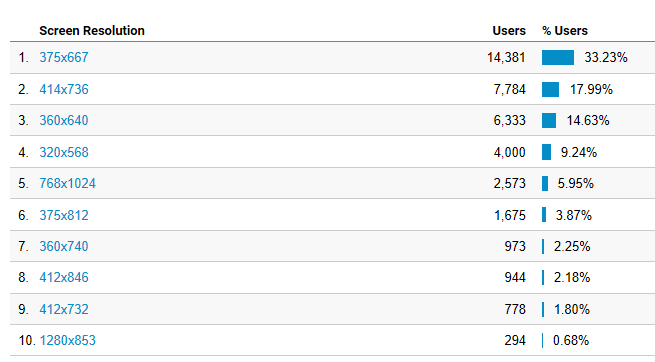 Screen Resolution Users % Users
1. 375x667 14,381 33.23%
2. 414x736 7,784 17.99%
3. 360x640 6,333 14.63%
4. 320x568 4,000 9.24%
5. 768x1024 2,573 5.95%
6. 375x812 1,675 3.87%
7. 360x740 973 2.25%
8. 412x846 944 2.18%
9. 412x732 778 1.80%
10. 1280x853 294 0.68%